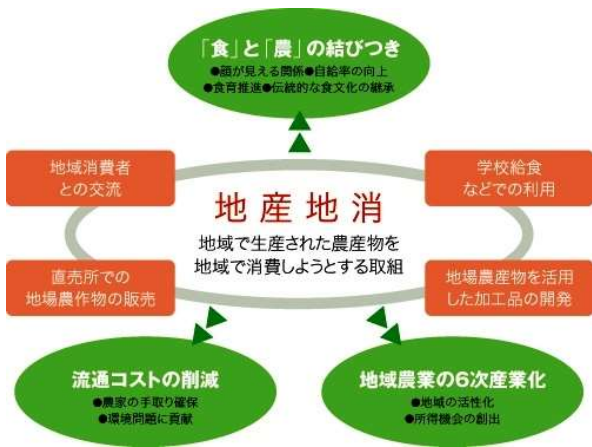 「食」と「農」の結びつき
●顔が見える関係●自給率の向上
●食育推進●伝統的な食文化の継承
地域消費者
との交流
学校給食
などでの利用
地産地消
地域で生産された農産物を
地域で消費しようとする取組
直売所での
地場農作物の販売
地場農産物を活用
した加工品の開発
流通コストの削減
●農家の手取り確保
●環境問題に貢献
地域農業の6次産業化
●地域の活性化
●所得機会の創出